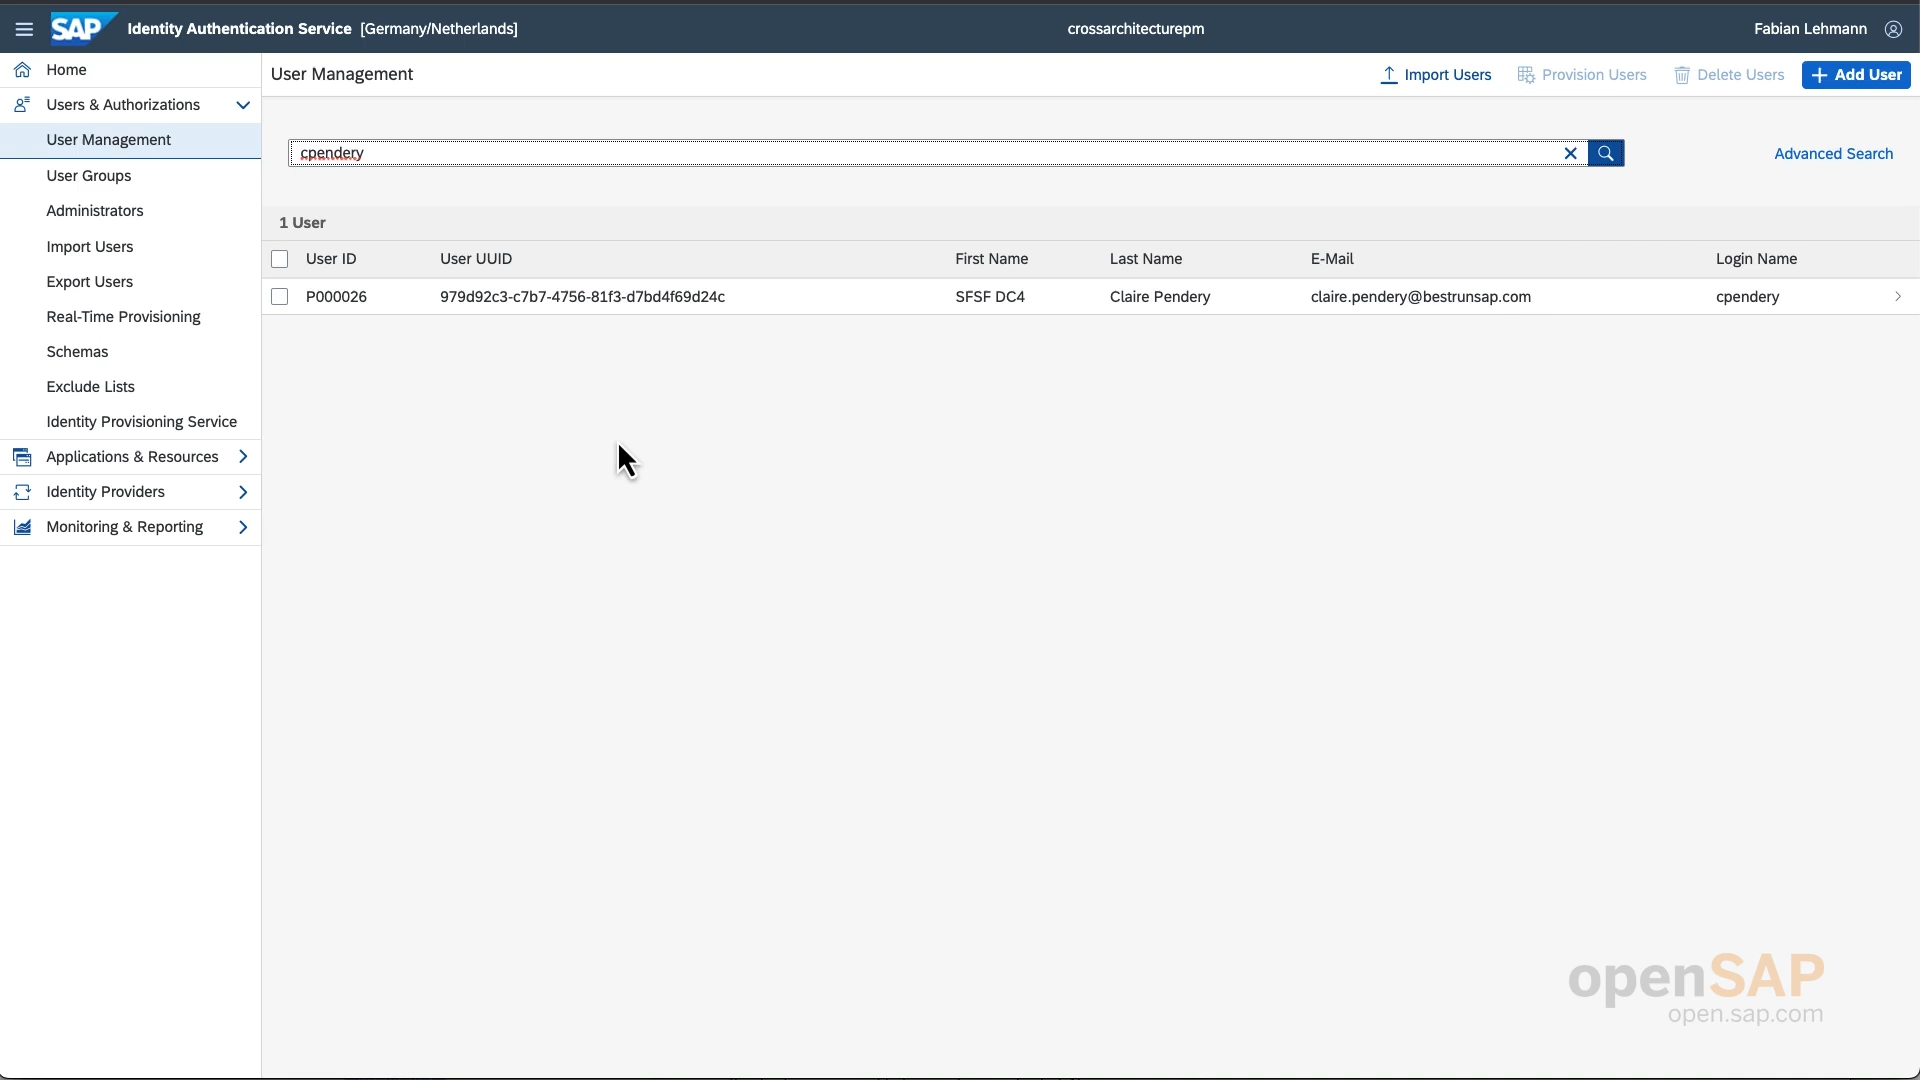 SAP Identity Authentication Service [Germany/Netherlands] crossarchitecturepm Fabian Lehmann
Home
Users & Authorizations
User Management
User Groups
Administrators
Import Users
Export Users
Real-Time Provisioning
Schemas
Exclude Lists
Identity Provisioning Service
Applications & Resources
Identity Providers
Monitoring & Reporting
User Management Import Users Provision Users Delete Users Add User
cpendery Advanced Search
1 User
User ID User UUID First Name Last Name E-Mail Login Name
P000026 979d92c3-c7b7-4756-81f3-d7bd4f69d24c SFSF DC4 Claire Pendery claire.pendery@bestrunsap.com cpendery
openSAP
open.sap.com